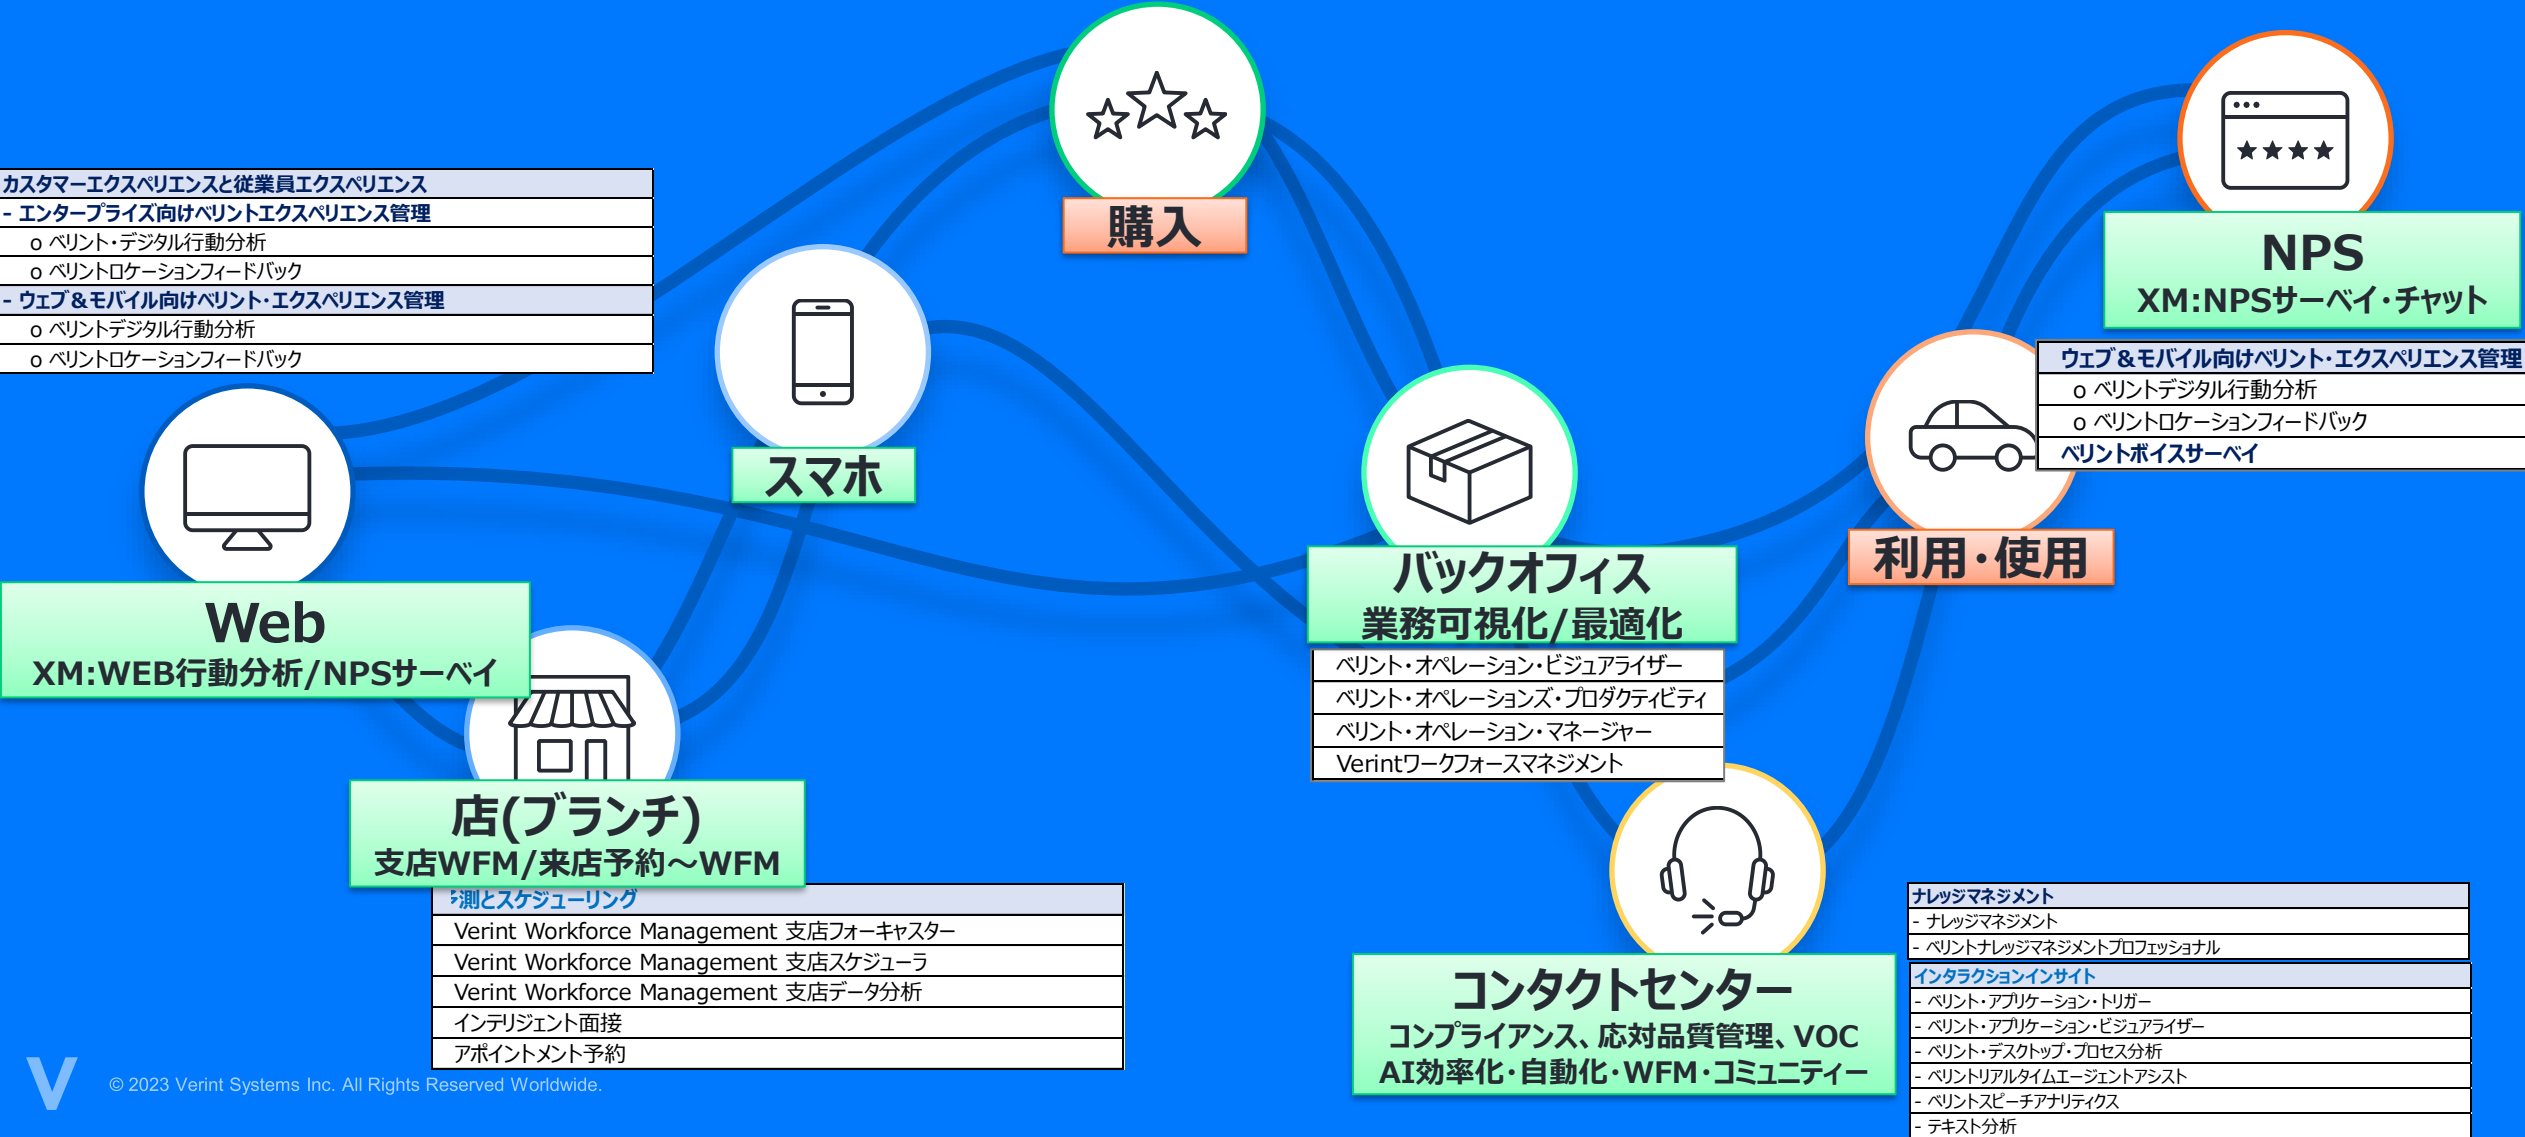 購入
カスタマーエクスペリエンスと従業員エクスペリエンス
- エンタープライズ向けベリントエクスペリエンス管理
o ベリント・デジタル行動分析
o ベリントロケーションフィードバック
- ウェブ&モバイル向けベリント・エクスペリエンス管理
o ベリントデジタル行動分析
o ベリントロケーションフィードバック
スマホ
NPS
XM:NPSサーベイ・チャット
ウェブ&モバイル向けベリント・エクスペリエンス管理
o ベリントデジタル行動分析
o ベリントロケーションフィードバック
ベリントボイスサーベイ
利用・使用
Web
XM:WEB行動分析/NPSサーベイ
バックオフィス
業務可視化/最適化
ベリント・オペレーション・ビジュアライザー
ベリント・オペレーションズ・プロダクティビティ
ベリント・オペレーション・マネージャー
Verintワークフォースマネジメント
店(ブランチ)
支店WFM/来店予約～WFM
測とスケジューリング
Verint Workforce Management 支店フォーキャスター
Verint Workforce Management 支店スケジューラ
Verint Workforce Management 支店データ分析
インテリジェント面接
アポイントメント予約
コンタクトセンター
コンプライアンス、応対品質管理、VOC
AI効率化・自動化・WFM・コミュニティー
ナレッジマネジメント
- ナレッジマネジメント
- ベリントナレッジマネジメントプロフェッショナル
インタラクションインサイト
- ベリント・アプリケーション・トリガー
- ベリント・アプリケーション・ビジュアライザー
- ベリント・デスクトップ・プロセス分析
- ベリントリアルタイムエージェントアシスト
- ベリントスピーチアナリティクス
- テキスト分析
V
© 2023 Verint Systems Inc. All Rights Reserved Worldwide.